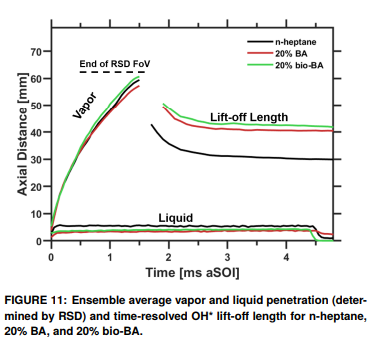 70
60
50
40
30
20
10
0
Axial Distance [mm]
End of RSD FoV
n-heptane
20% BA
20% bio-BA
Vapor
Lift-off Length
Liquid
0 1 2 3 4
Time [ms aSOI]
FIGURE 11: Ensemble average vapor and liquid penetration (deter-
mined by RSD) and time-resolved OH* lift-off length for n-heptane,
20% BA, and 20% bio-BA.